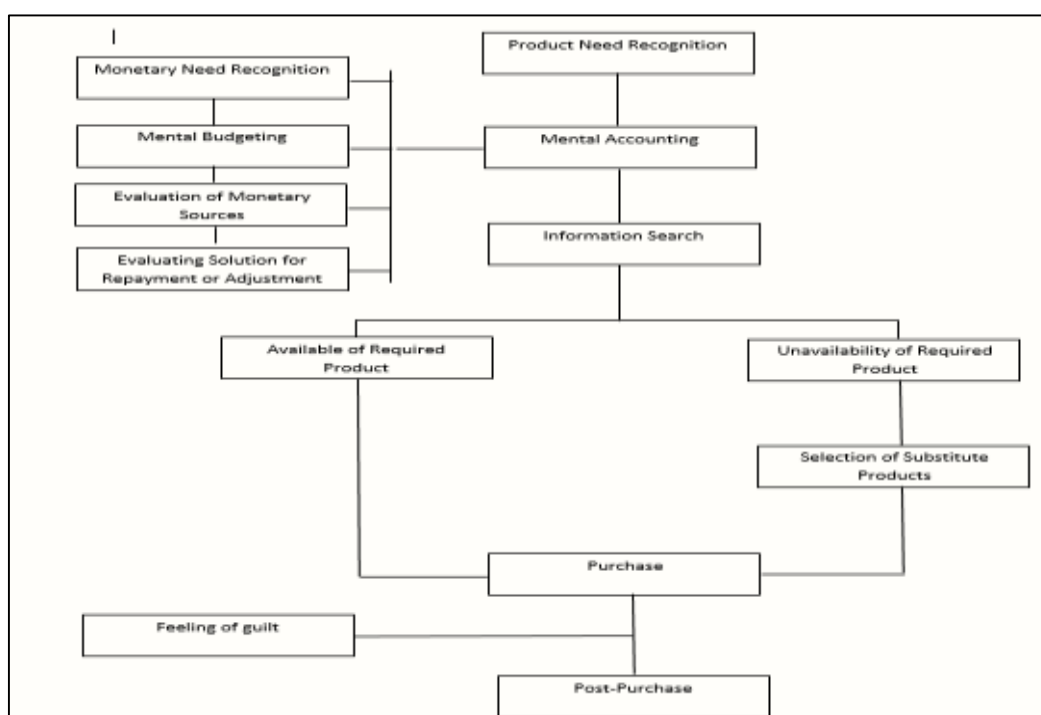 Product Need Recognition
Monetary Need Recognition
Mental Budgeting
Mental Accounting
Evaluation of Monetary
Sources
Information Search
Evaluating Solution for
Repayment or Adjustment
Available of Required
Product
Unavailability of Required
Product
Selection of Substitute
Products
Purchase
Feeling of guilt
Post-Purchase